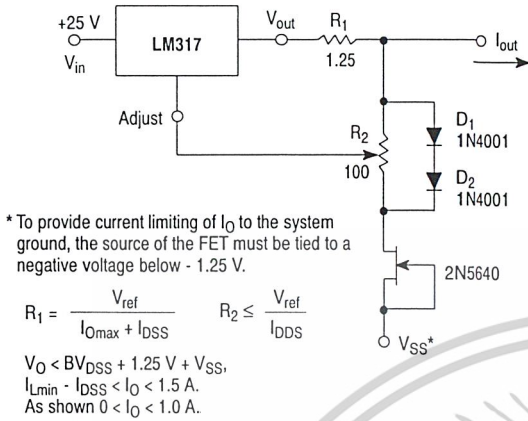 +25 V
V_in
LM317
V_out
R_1
1.25
I_out
Adjust
R_2
100
D_1
1N4001
D_2
1N4001
2N5640
V_SS*
* To provide current limiting of I_O to the system
ground, the source of the FET must be tied to a
negative voltage below - 1.25 V.
R_1 = V_ref / (I_Omax + I_DSS)    R_2 ≤ V_ref / I_DDS
V_O < BV_DSS + 1.25 V + V_SS,
I_Lmin - I_DSS < I_O < 1.5 A.
As shown 0 < I_O < 1.0 A.